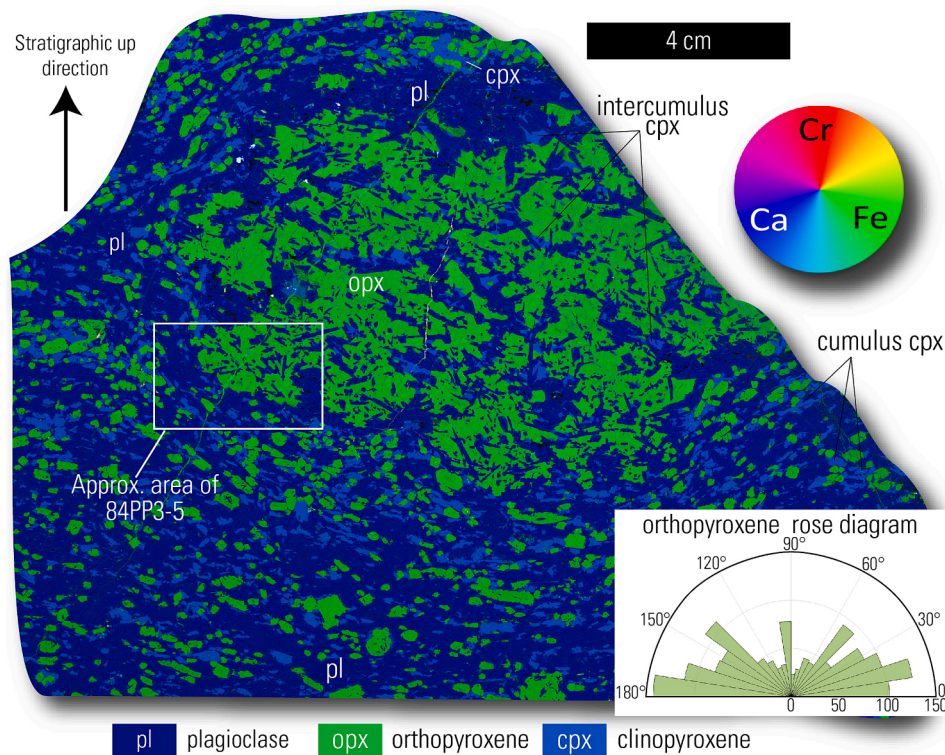 Stratigraphic up
direction
4 cm
cpx
pl
intercumulus
cpx
Cr
Ca
Fe
pl
opx
cumulus cpx
Approx. area of
84PP3-5
pl
orthopyroxene rose diagram
90°
120°
60°
150°
30°
180°
0
0
50
100
150
pl plagioclase opx orthopyroxene cpx clinopyroxene